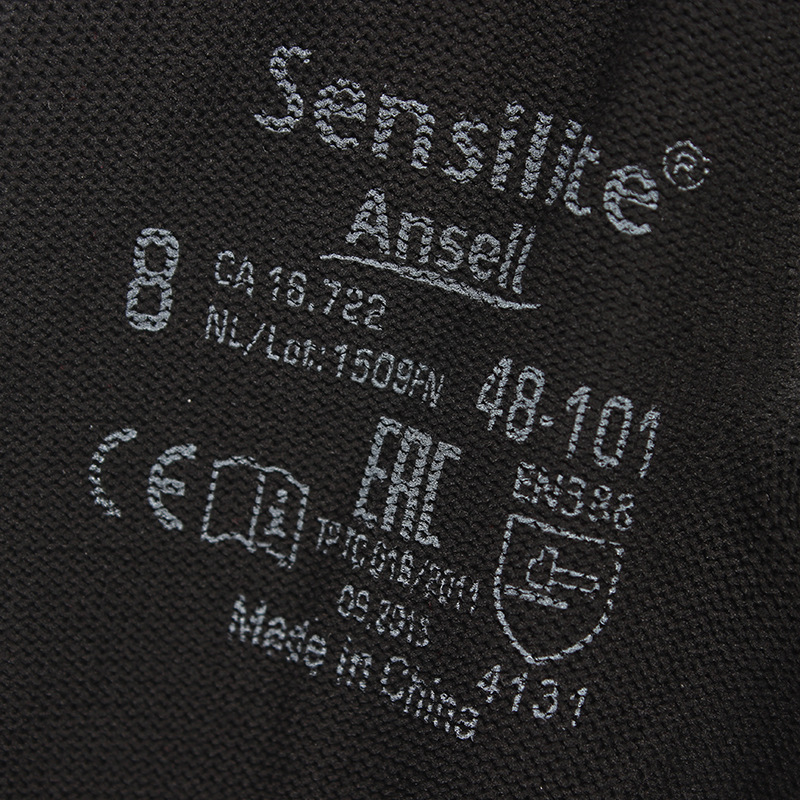 Sensilite®
Ansell
8
CA 16.722
NL/Lot: 1509PN
48-101
CE
i
EAC
EN388
TP TC 019/2011
09.2015
4131
Made in China